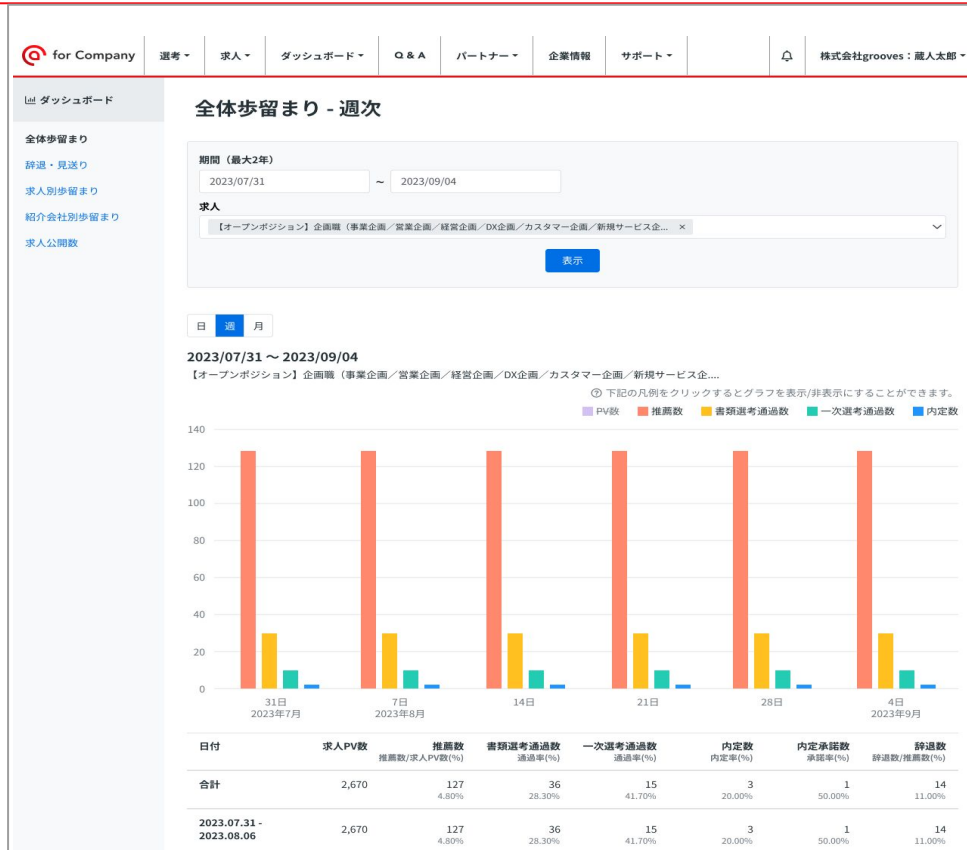 for Company 選考 求人 ダッシュボード Q & A パートナー 企業情報 サポート 株式会社grooves：蔵人太郎
ダッシュボード
全体歩留まり
辞退・見送り
求人別歩留まり
紹介会社別歩留まり
求人公開数
全体歩留まり - 週次
期間（最大2年）
2023/07/31 ~ 2023/09/04
求人
【オープンポジション】企画職（事業企画／営業企画／経営企画／DX企画／カスタマー企画／新規サービス企... ×
表示
日 週 月
2023/07/31 〜 2023/09/04
【オープンポジション】企画職（事業企画／営業企画／経営企画／DX企画／カスタマー企画／新規サービス企....
? 下記の凡例をクリックするとグラフを表示/非表示にすることができます。
PV数 推薦数 書類選考通過数 一次選考通過数 内定数
140
120
100
80
60
40
20
0
31日 7日 14日 21日 28日 4日
2023年7月 2023年8月 2023年9月
日付 求人PV数 推薦数 書類選考通過数 一次選考通過数 内定数 内定承諾数 辞退数
推薦数/求人PV数(%) 通過率(%) 通過率(%) 内定率(%) 承諾率(%) 辞退数/推薦数(%)
合計 2,670 127 36 15 3 1 14
4.80% 28.30% 41.70% 20.00% 50.00% 11.00%
2023.07.31 -
2023.08.06 2,670 127 36 15 3 1 14
4.80% 28.30% 41.70% 20.00% 50.00% 11.00%